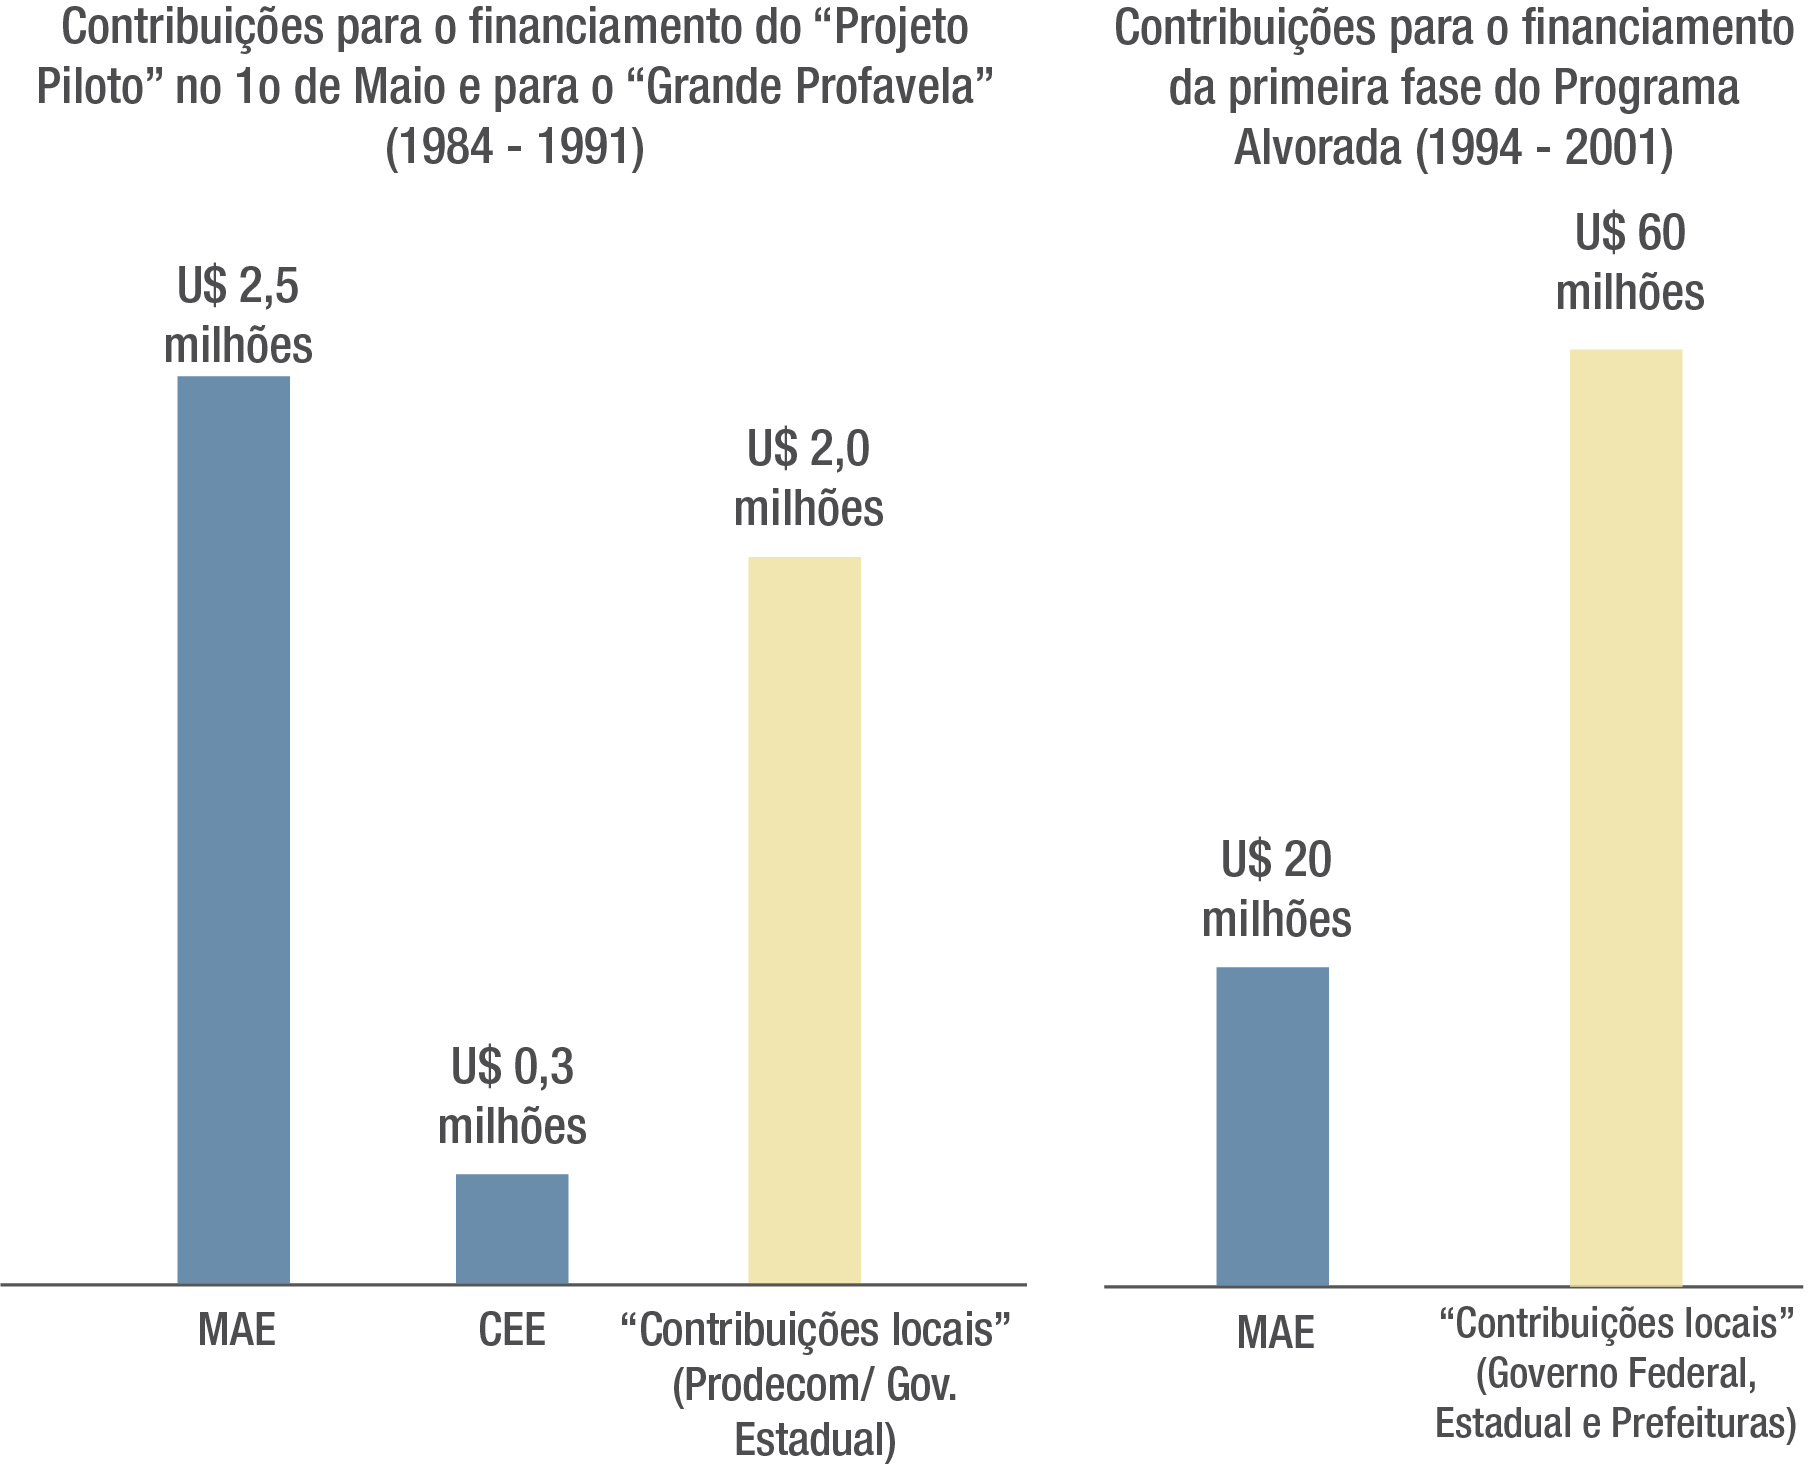 Contribuições para o financiamento do “Projeto
Piloto” no 1o de Maio e para o “Grande Profavela”
(1984 - 1991)
U$ 2,5
milhões
U$ 0,3
milhões
U$ 2,0
milhões
MAE
CEE
“Contribuições locais”
(Prodecom/ Gov.
Estadual)
Contribuições para o financiamento
da primeira fase do Programa
Alvorada (1994 - 2001)
U$ 20
milhões
U$ 60
milhões
MAE
“Contribuições locais”
(Governo Federal,
Estadual e Prefeituras)